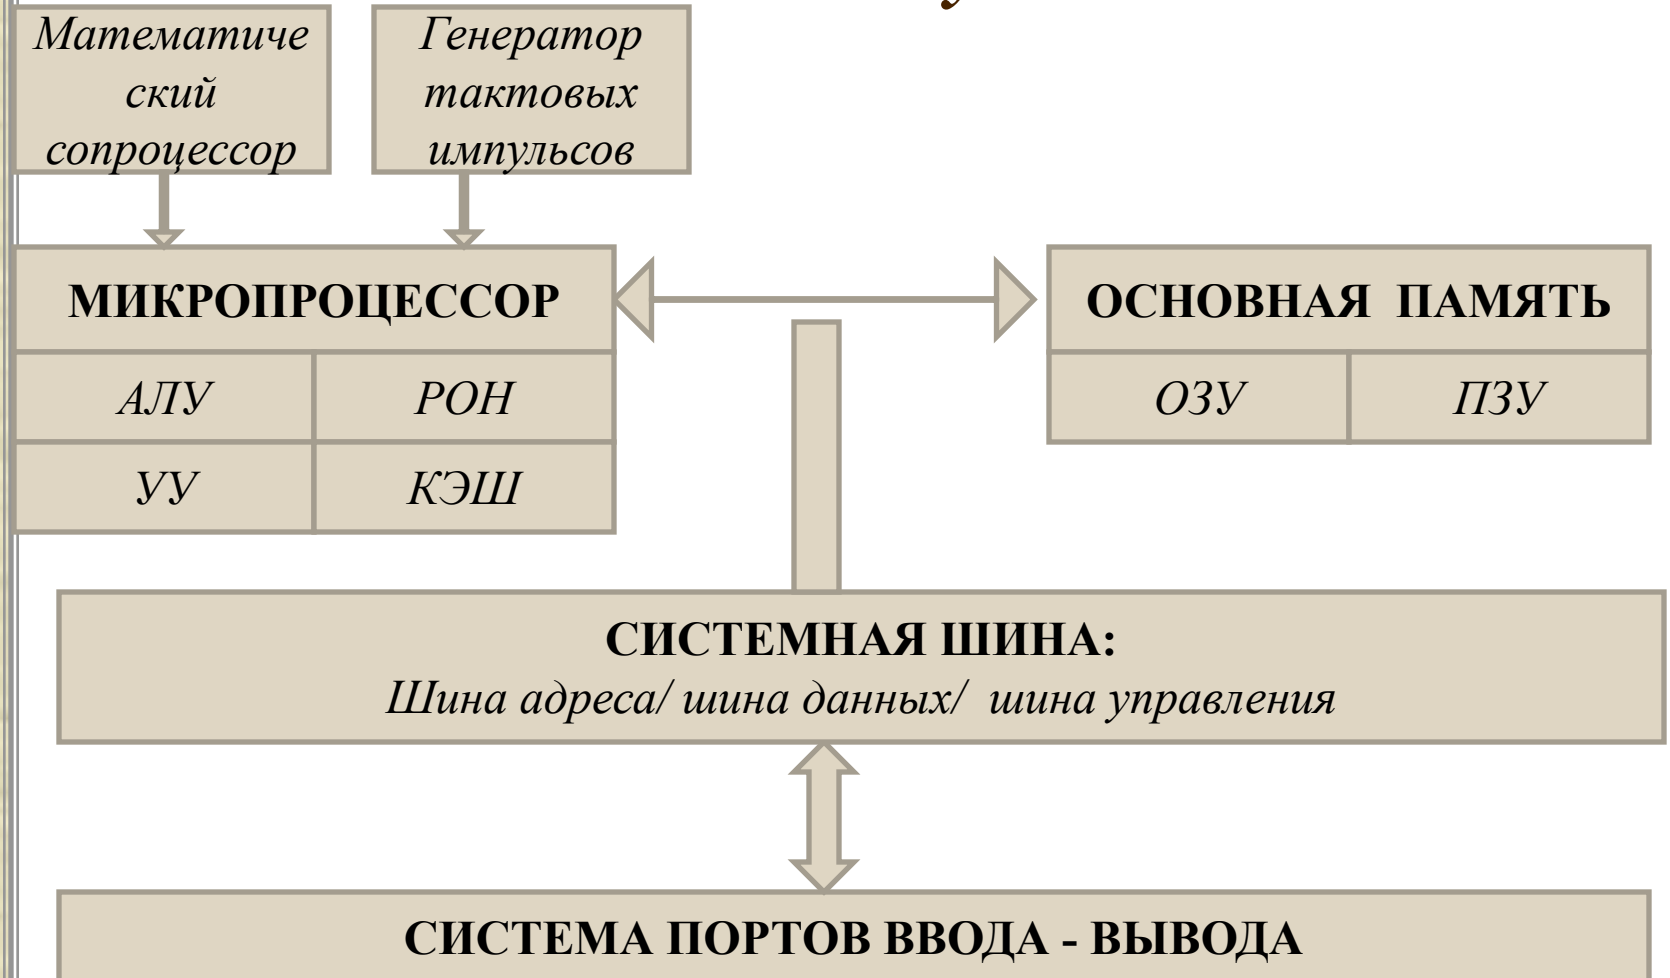 Математиче
ский
сопроцессор
Генератор
тактовых
импульсов
МИКРОПРОЦЕССОР
АЛУ РОН
УУ КЭШ
ОСНОВНАЯ ПАМЯТЬ
ОЗУ ПЗУ
СИСТЕМНАЯ ШИНА:
Шина адреса/ шина данных/ шина управления
СИСТЕМА ПОРТОВ ВВОДА - ВЫВОДА